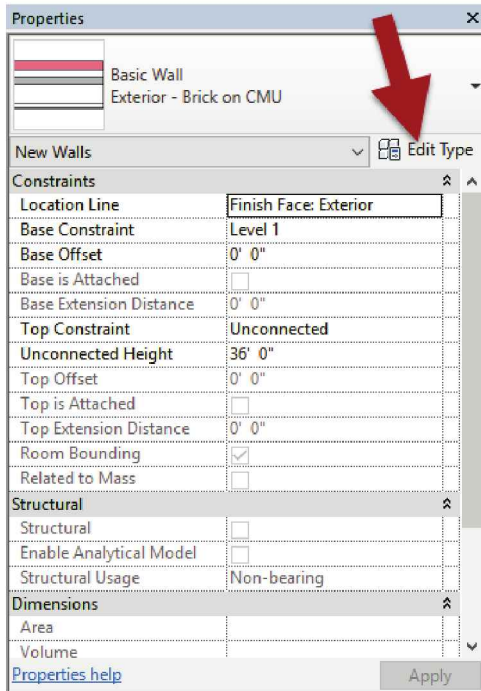 Properties
Basic Wall
Exterior - Brick on CMU
New Walls
Edit Type
Constraints
Location Line Finish Face: Exterior
Base Constraint Level 1
Base Offset 0' 0"
Base is Attached
Base Extension Distance 0' 0"
Top Constraint Unconnected
Unconnected Height 36' 0"
Top Offset 0' 0"
Top is Attached
Top Extension Distance 0' 0"
Room Bounding
Related to Mass
Structural
Structural
Enable Analytical Model
Structural Usage Non-bearing
Dimensions
Area
Volume
Properties help Apply